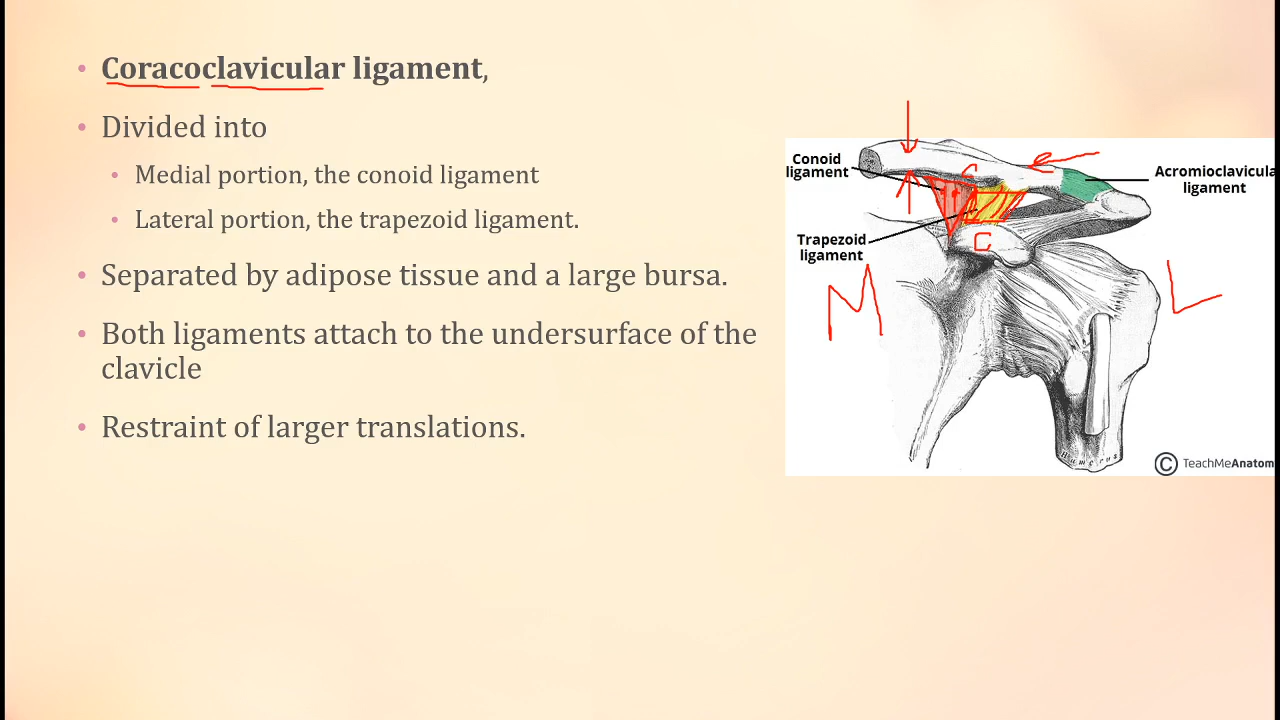 Coracoclavicular ligament,
Divided into
Medial portion, the conoid ligament
Lateral portion, the trapezoid ligament.
Separated by adipose tissue and a large bursa.
Both ligaments attach to the undersurface of the
clavicle
Restraint of larger translations.
Conoid
ligament
Acromioclavicula
ligament
Trapezoid
ligament
C
C
M
L
Humerus
© TeachMeAnatom